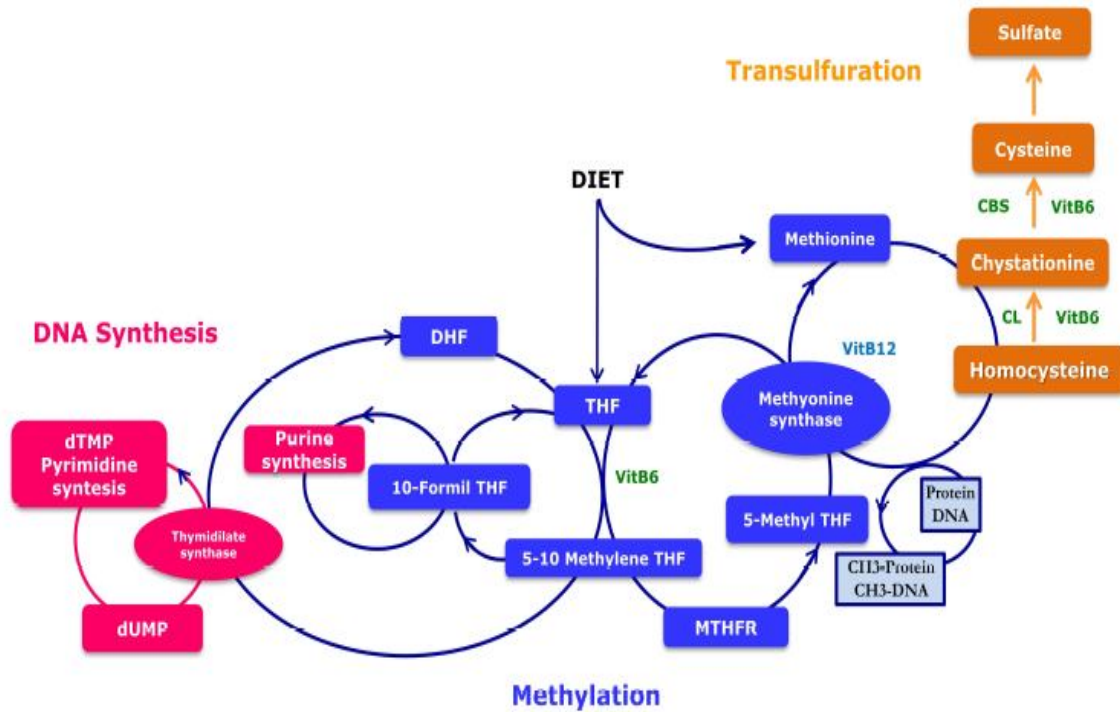 Sulfate
Transulfuration
Cysteine
DIET
CBS VitB6
Methionine
Chystationine
CL VitB6
DNA Synthesis
DHF
VitB12
Homocysteine
THF
Methyonine
synthase
dTMP
Pyrimidine
syntesis
Purine
synthesis
10-Formil THF
VitB6
Protein
DNA
5-Methyl THF
Thymidilate
synthase
5-10 Methylene THF
CH3-Protein
CH3-DNA
dUMP
MTHFR
Methylation